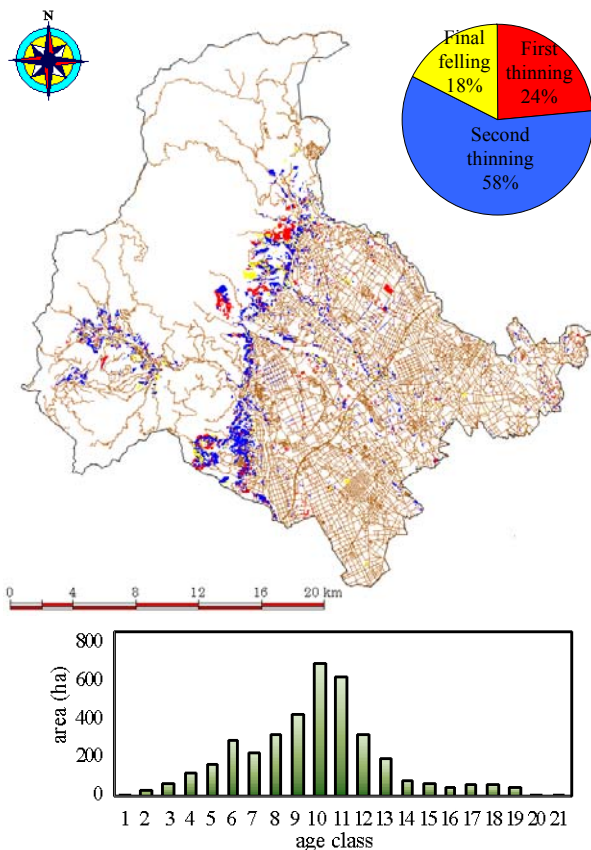 N
Final
felling
18%
First
thinning
24%
Second
thinning
58%
0 4 8 12 16 20 km
800
600
400
200
0
area (ha)
1 2 3 4 5 6 7 8 9 10 11 12 13 14 15 16 17 18 19 20 21
age class